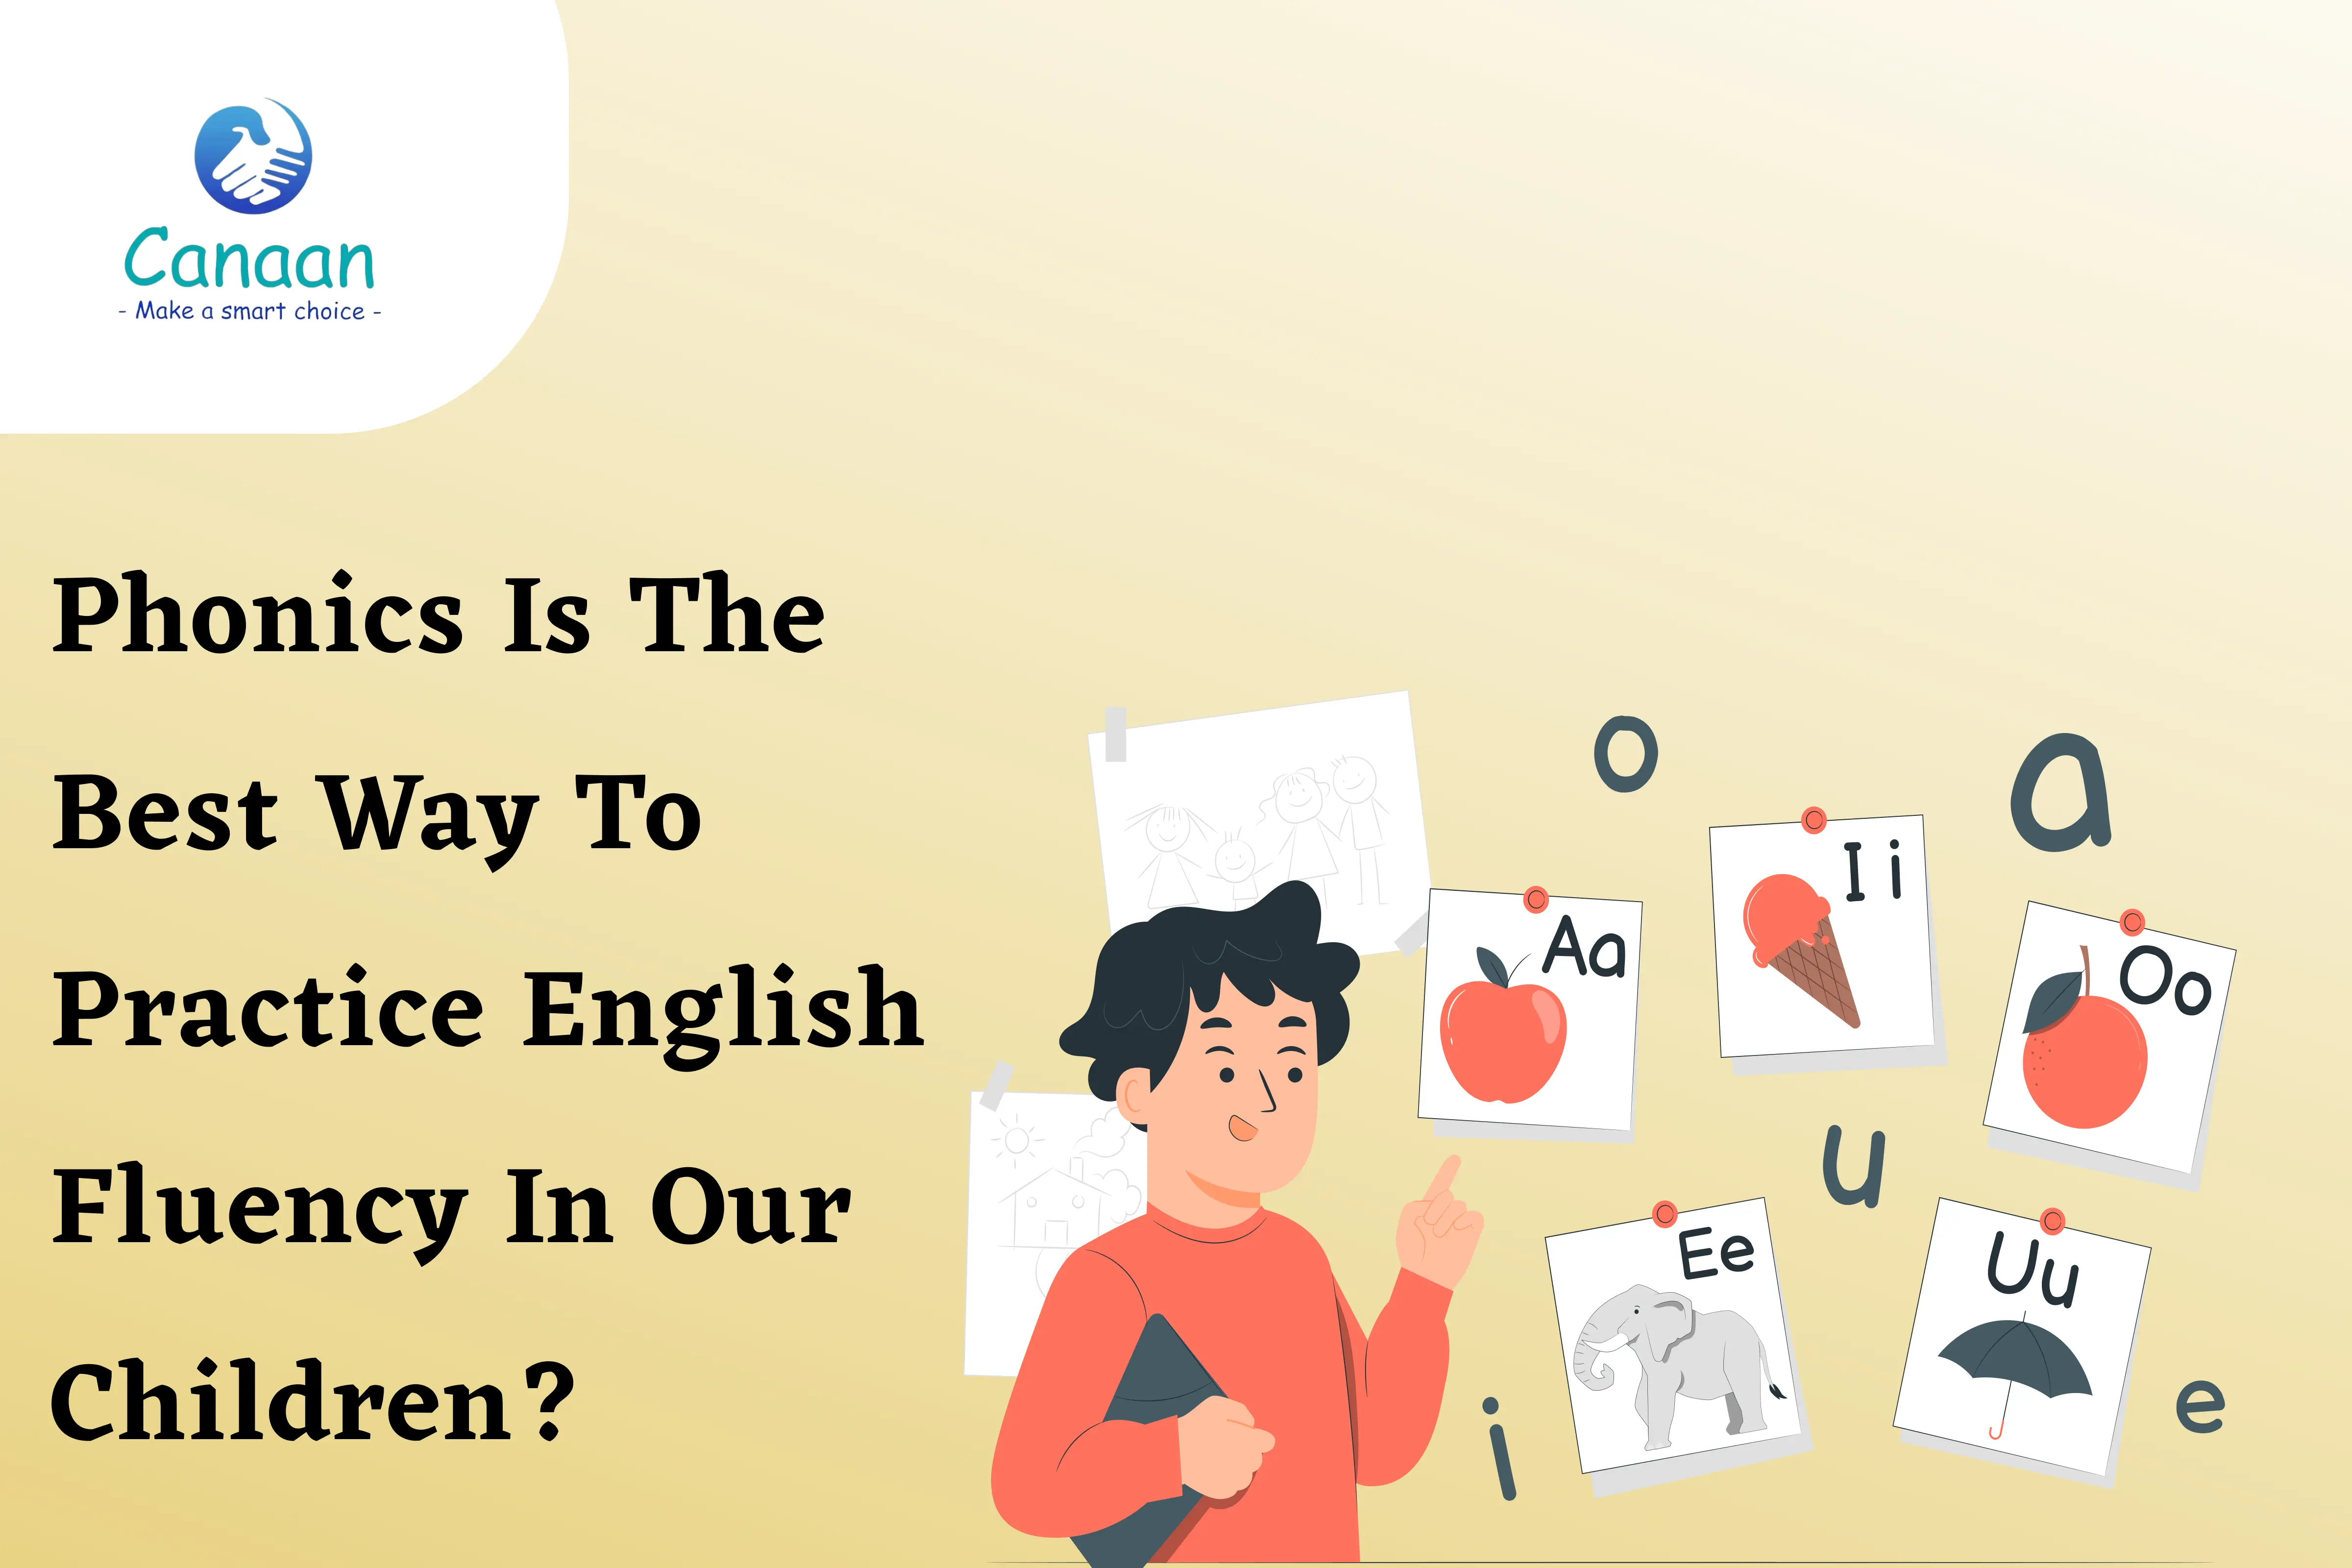 Canaan
- Make a smart choice -
Phonics Is The
Best Way To
Practice English
Fluency In Our
Children?
o
a
I i
Aa
Oo
u
Ee
Uu
e
i